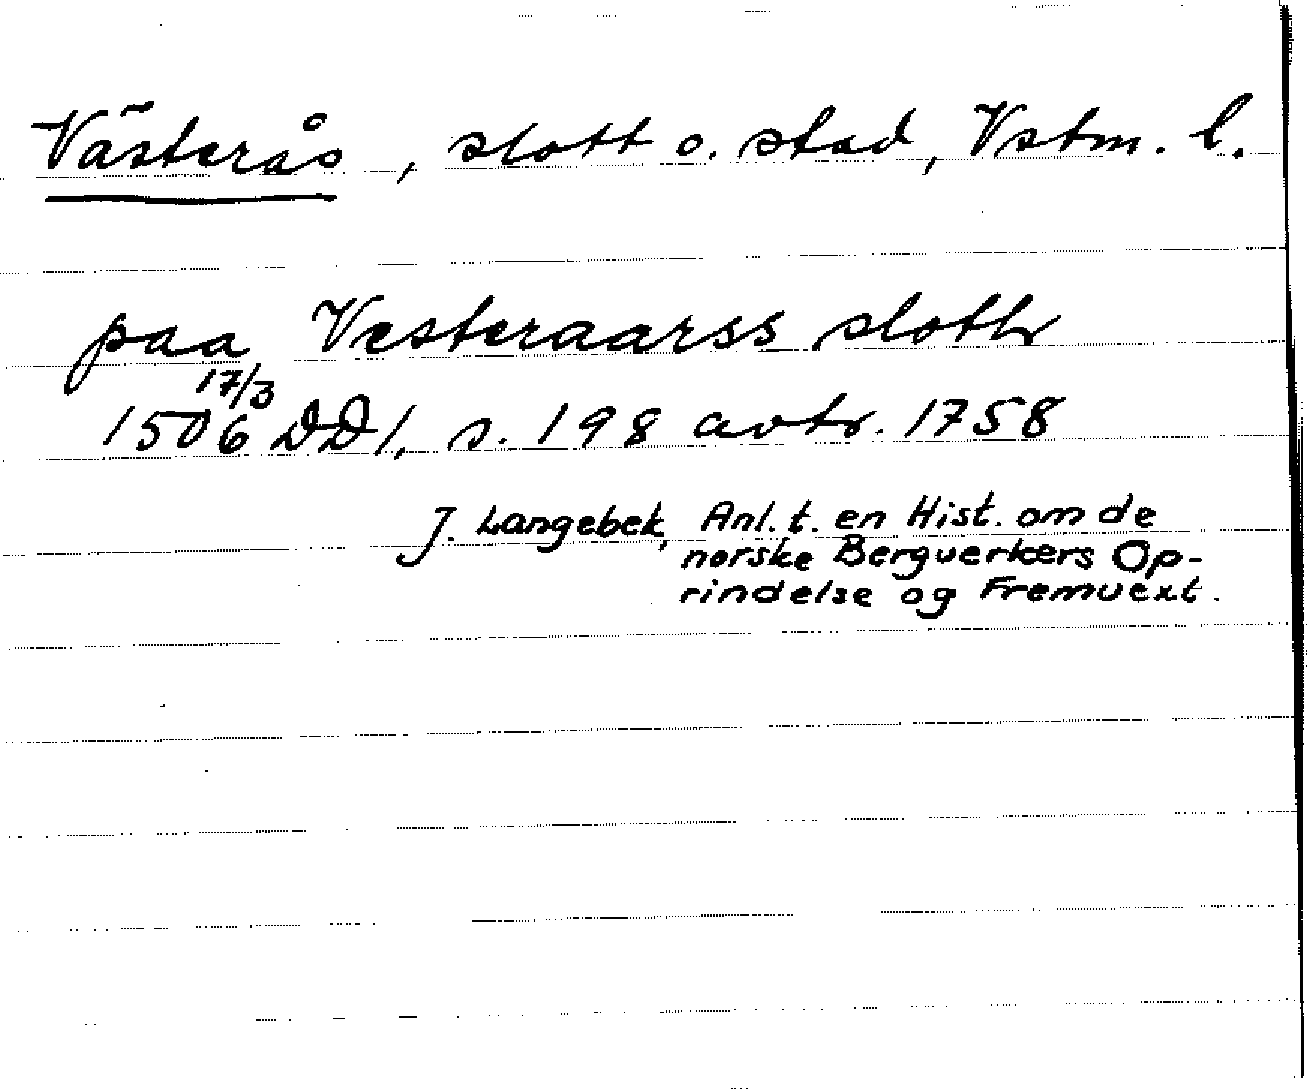 Västerås, slott o. stad, Vstm. l.
paa Vesteraarss sloth
17/3
1506 DD1, s. 198 avtr. 1758
J. Langebek, Anl. t. en Hist. om de
norske Bergverkers Op-
rindelse og Fremvext.